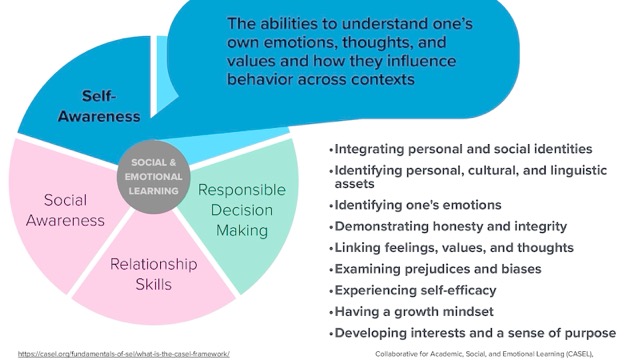 The abilities to understand one's
own emotions, thoughts, and
values and how they influence
behavior across contexts
Self-
Awareness
SOCIAL &
EMOTIONAL
LEARNING
Social
Awareness
Responsible
Decision
Making
Relationship
Skills
•Integrating personal and social identities
•Identifying personal, cultural, and linguistic
assets
•Identifying one's emotions
•Demonstrating honesty and integrity
•Linking feelings, values, and thoughts
•Examining prejudices and biases
•Experiencing self-efficacy
•Having a growth mindset
•Developing interests and a sense of purpose
https://casel.org/fundamentals-of-sel/what-is-the-casel-framework/
Collaborative for Academic, Social, and Emotional Learning (CASEL),